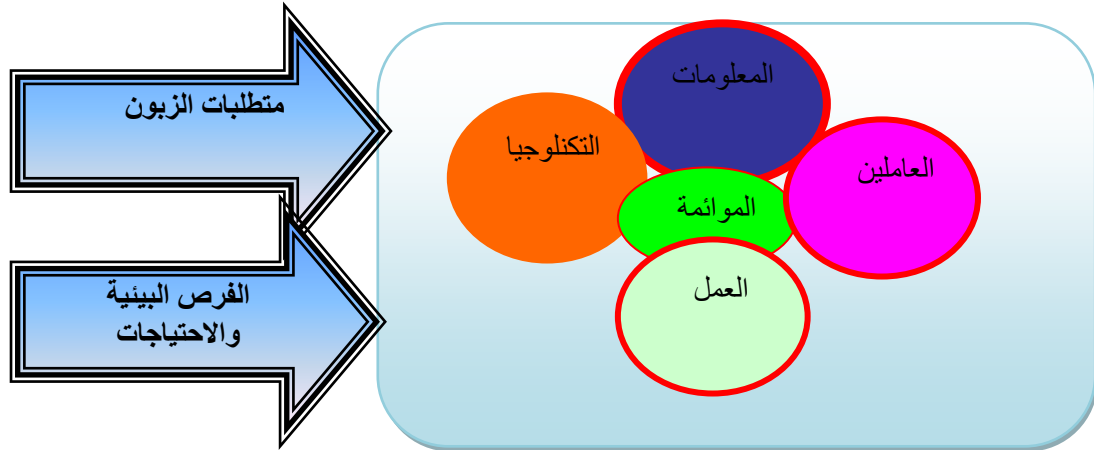 المعلومات
متطلبات الزبون
التكنلوجيا
العاملين
الموائمة
العمل
الفرص البيئية
والاحتياجات